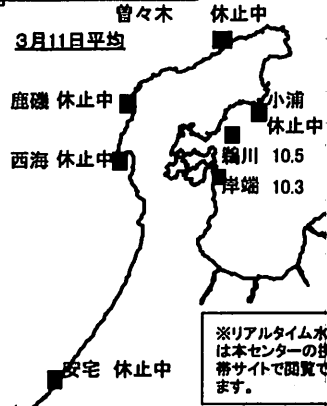 曽々木 休止中
3月11日平均
鹿磯 休止中
小浦
休止中
西海 休止中
鵜川 10.5
岸端 10.3
※リアルタイム水
は本センターの
帯サイトで閲覧で
ます。
安宅 休止中